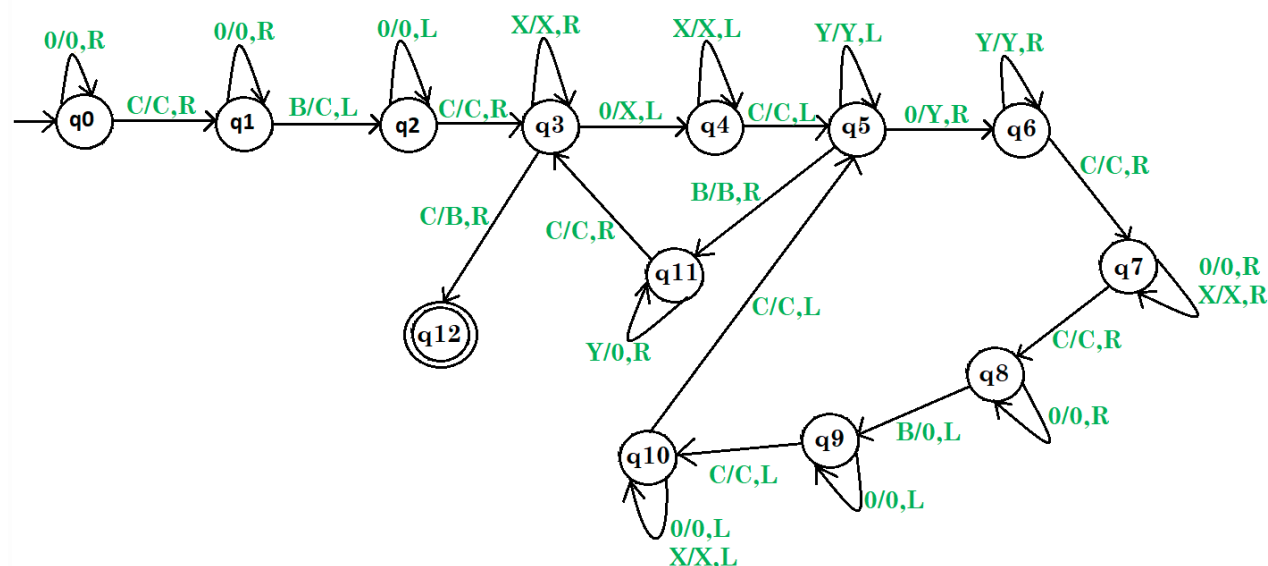 0/0,R
0/0,R
0/0,L
X/X,R
X/X,L
Y/Y,L
Y/Y,R
q0
C/C,R
q1
B/C,L
q2
C/C,R
q3
0/X,L
q4
C/C,L
q5
0/Y,R
q6
C/C,R
B/B,R
C/B,R
C/C,R
q11
q7
0/0,R
X/X,R
C/C,L
q12
Y/0,R
C/C,R
q8
0/0,R
B/0,L
q9
C/C,L
q10
0/0,L
0/0,L
X/X,L